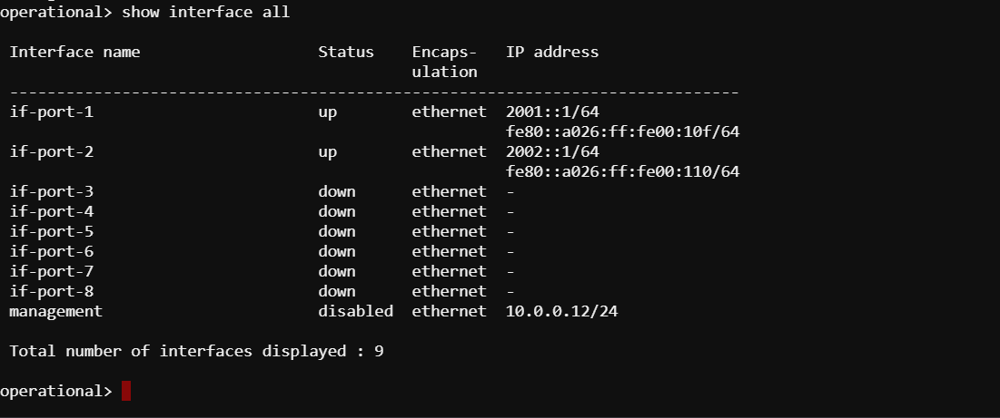 operational> show interface all
Interface name                        Status    Encaps-   IP address
                                                ulation
------------------------------------------------------------------------------
if-port-1                        up        ethernet  2001::1/64
                                                     fe80::a026:ff:fe00:10f/64
if-port-2                        up        ethernet  2002::1/64
                                                     fe80::a026:ff:fe00:110/64
if-port-3                        down      ethernet  -
if-port-4                        down      ethernet  -
if-port-5                        down      ethernet  -
if-port-6                        down      ethernet  -
if-port-7                        down      ethernet  -
if-port-8                        down      ethernet  -
management                       disabled  ethernet  10.0.0.12/24
Total number of interfaces displayed : 9
operational>